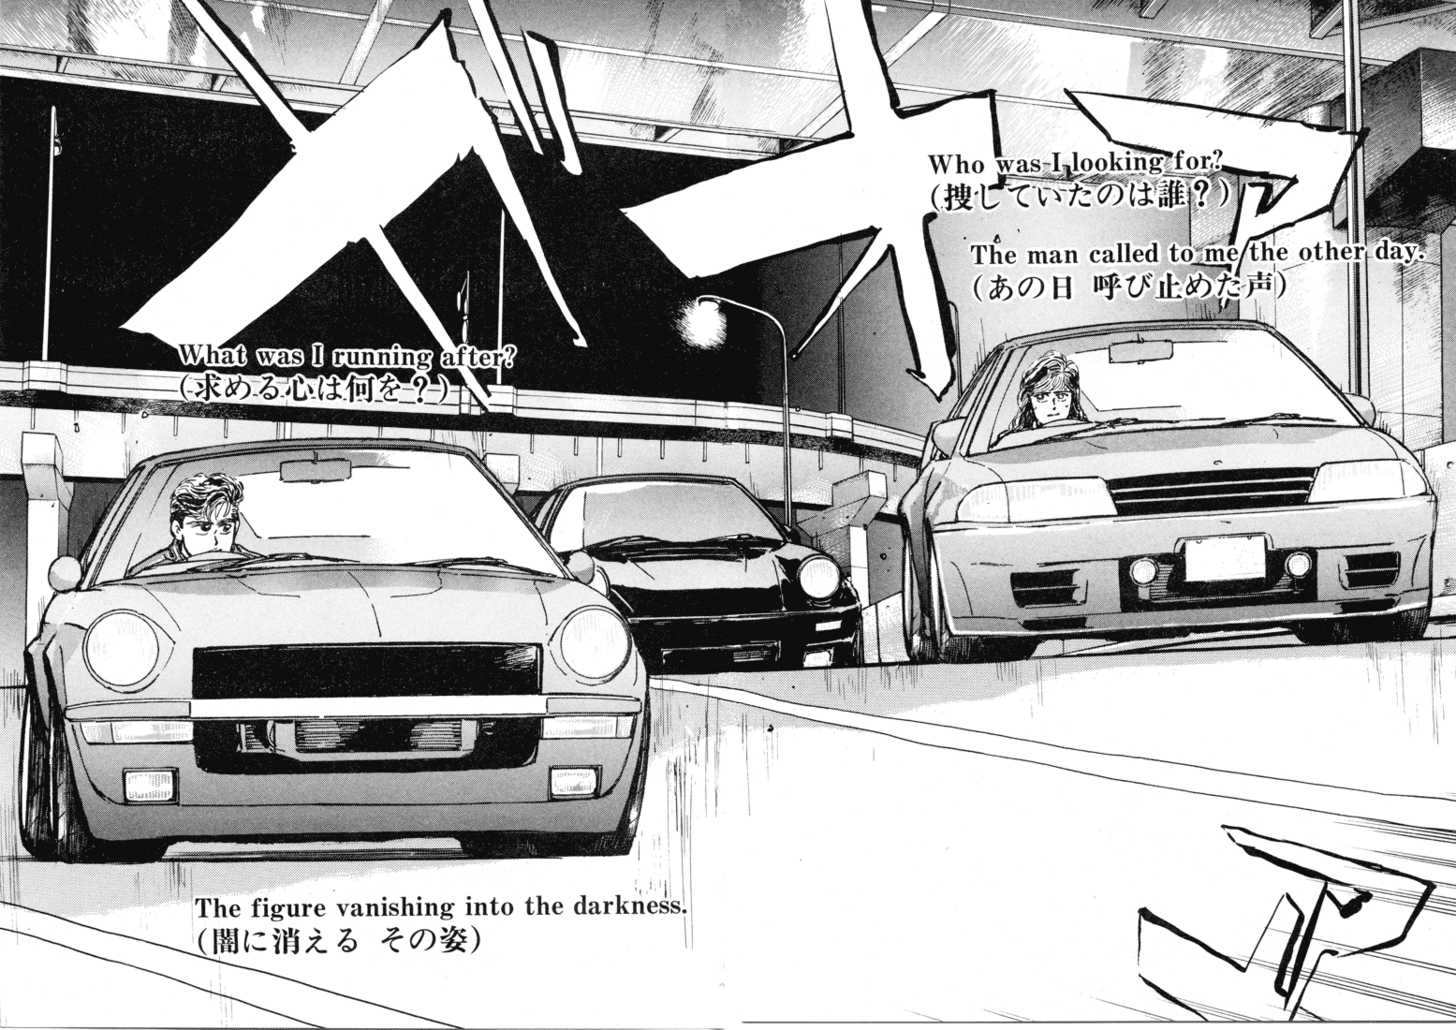 Who was I looking for?
(捜していたのは誰？)
The man called to me the other day.
(あの日 呼び止めた声)
What was I running after?
(求める心は何を？)
The figure vanishing into the darkness.
(闇に消える その姿)